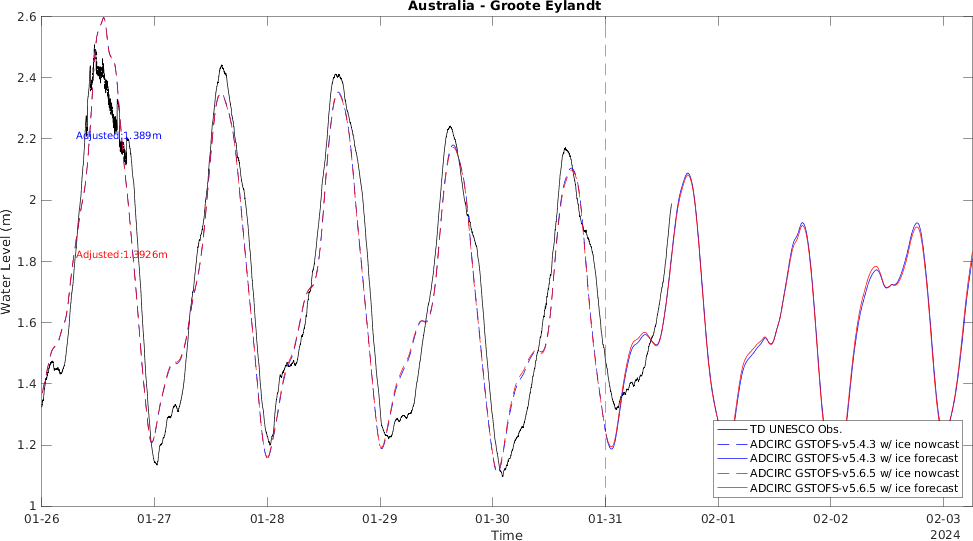 Australia - Groote Eylandt
2.6
2.4
2.2
2
1.8
1.6
1.4
1.2
1
Water Level (m)
Adjusted:1.389m
Adjusted:1.3926m
TD UNESCO Obs.
ADCIRC GSTOFS-v5.4.3 w/ ice nowcast
ADCIRC GSTOFS-v5.4.3 w/ ice forecast
ADCIRC GSTOFS-v5.6.5 w/ ice nowcast
ADCIRC GSTOFS-v5.6.5 w/ ice forecast
01-26 01-27 01-28 01-29 01-30 01-31 02-01 02-02 02-03
Time
2024